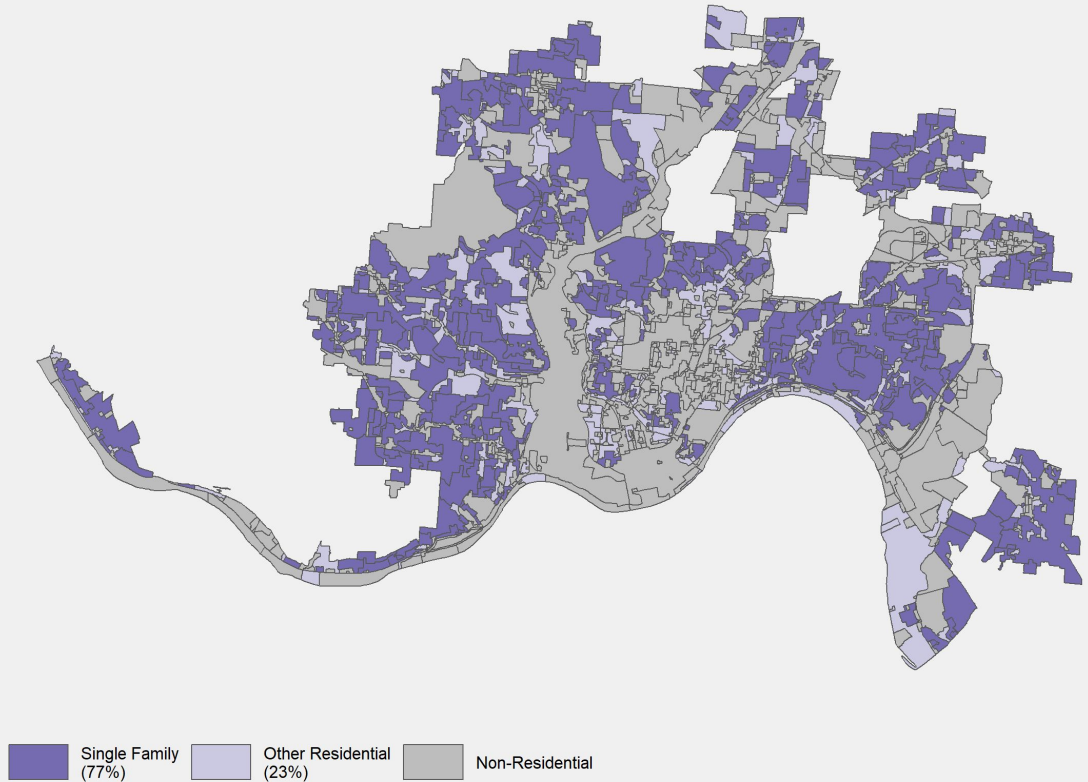 Single Family
(77%)
Other Residential
(23%)
Non-Residential